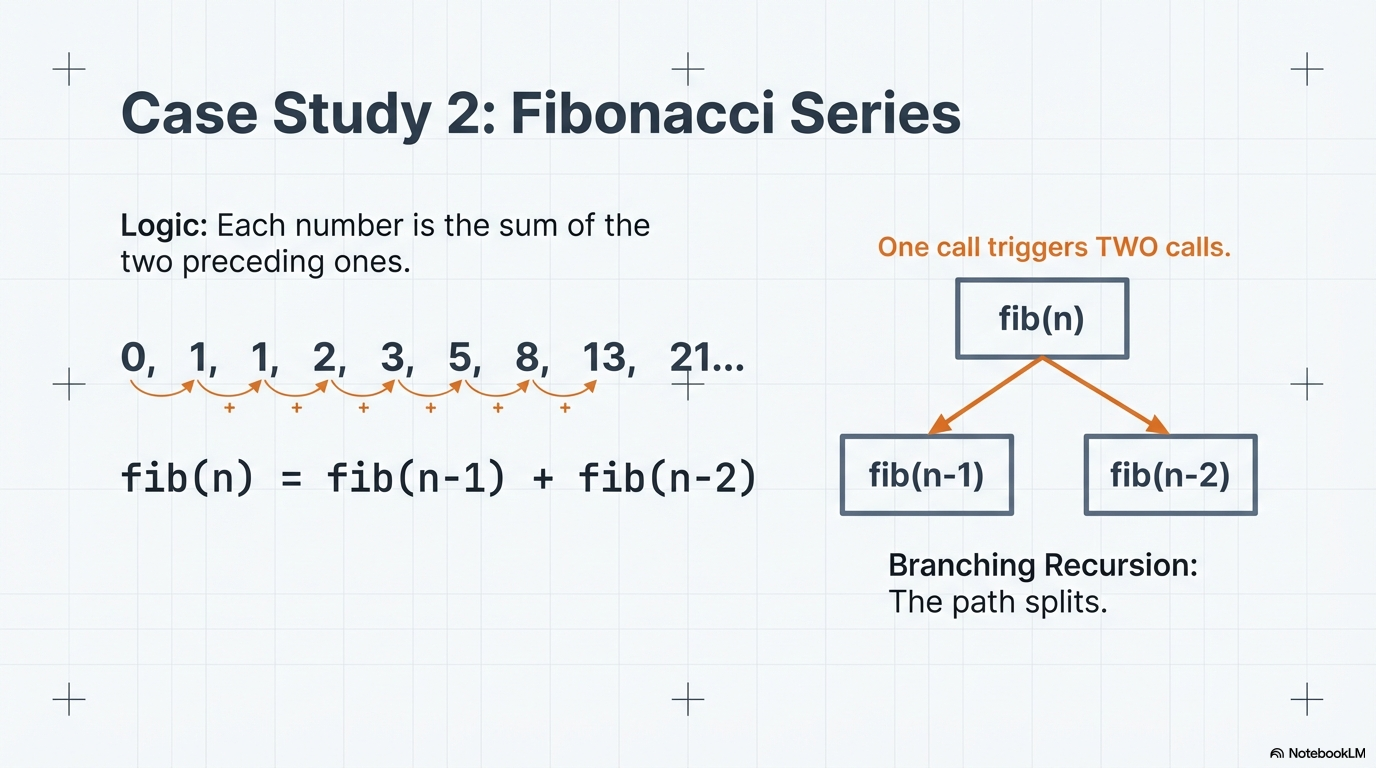 Case Study 2: Fibonacci Series
Logic: Each number is the sum of the
two preceding ones.
0, 1, 1, 2, 3, 5, 8, 13, 21...
+ + + + + +
fib(n) = fib(n-1) + fib(n-2)
One call triggers TWO calls.
fib(n)
fib(n-1) fib(n-2)
Branching Recursion:
The path splits.
NotebookLM